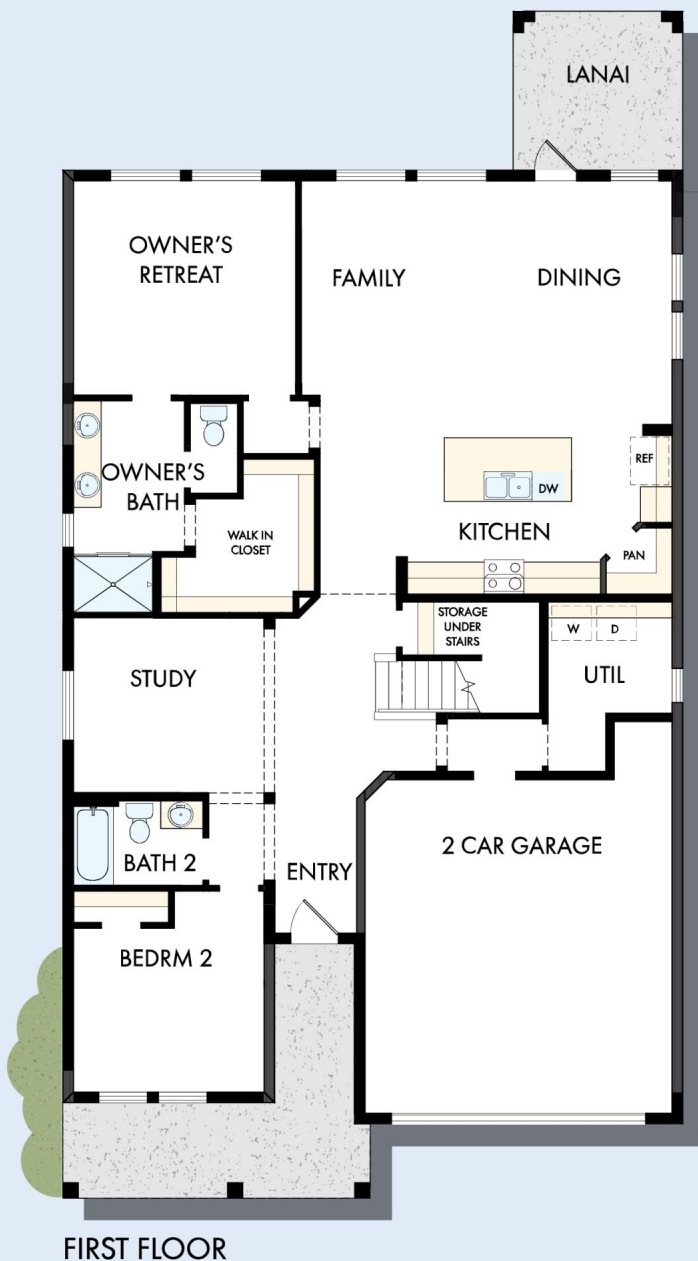 LANAI
OWNER'S
RETREAT
FAMILY
DINING
OWNER'S
BATH
WALK IN
CLOSET
REF
DW
KITCHEN
PAN
STORAGE
UNDER
STAIRS
W
D
UTIL
STUDY
BATH 2
ENTRY
2 CAR GARAGE
BEDRM 2
FIRST FLOOR